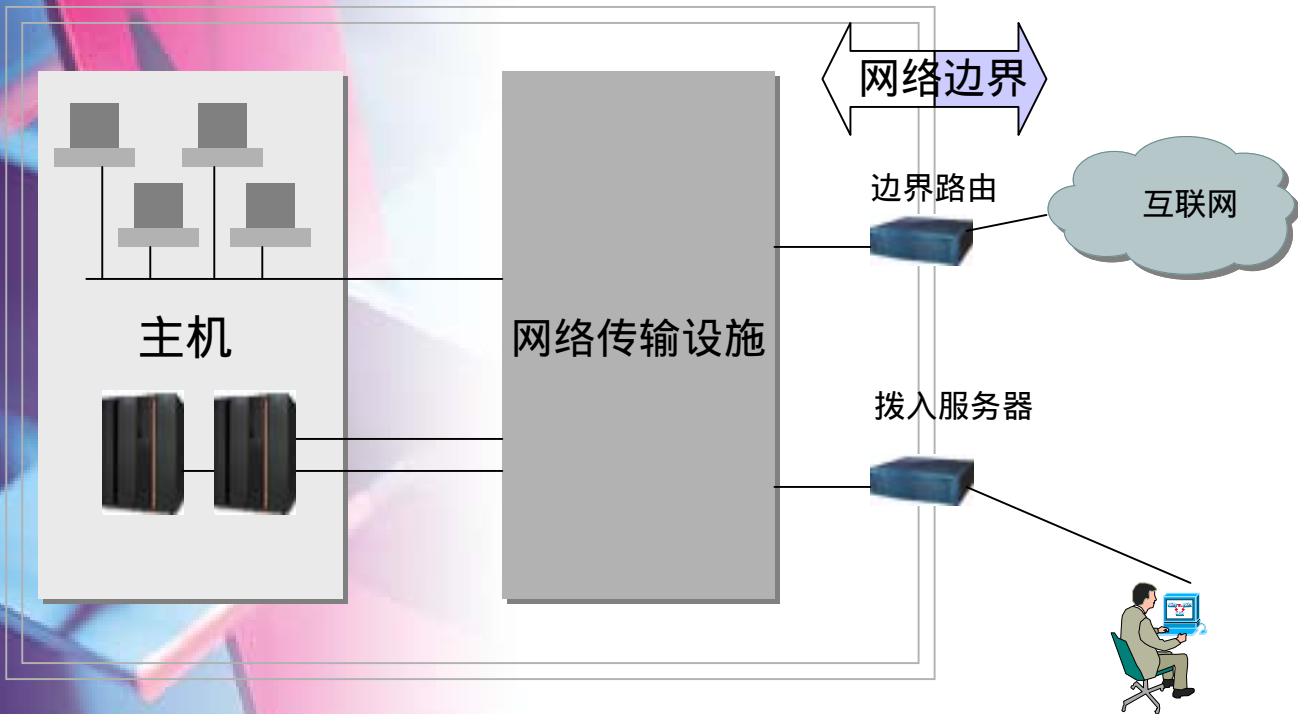 网络边界
边界路由
互联网
主机
网络传输设施
拨入服务器